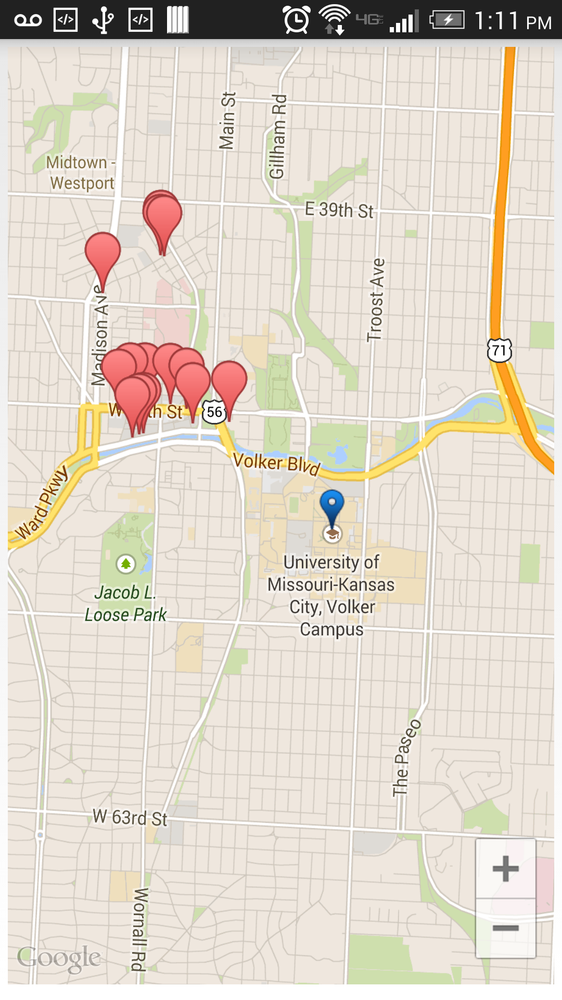 4G LTE 1:11 PM
Main St
Gillham Rd
Midtown -
Westport
E 39th St
Troost Ave
Madison Ave
71
W
th St
56
Volker Blvd
Ward Pkwy
University of
Missouri-Kansas
City, Volker
Campus
Jacob L.
Loose Park
The Paseo
W 63rd St
Wornall Rd
+
−
Google